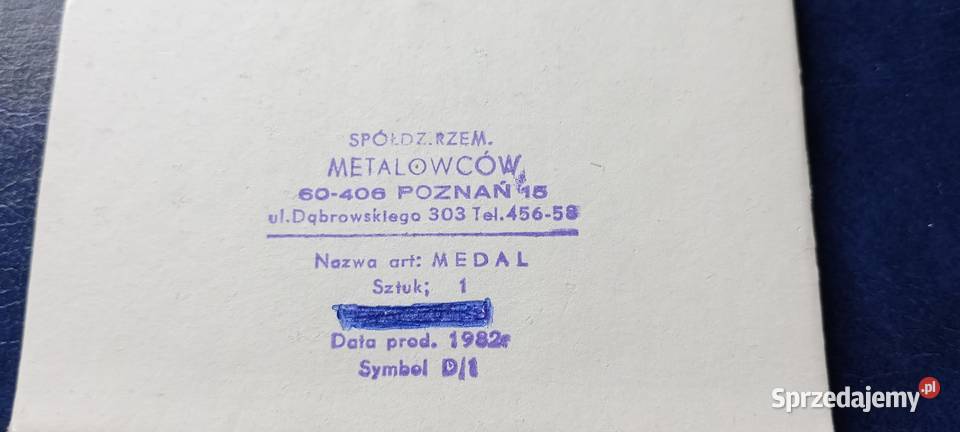 SPÓŁDZ.RZEM.
METALOWCÓW
60-406 POZNAŃ 15
ul.Dąbrowskiego 303 Tel.456-58
Nazwa art: MEDAL
Sztuk; 1
Data prod. 1982r
Symbol D/1
Sprzedajemy.pl